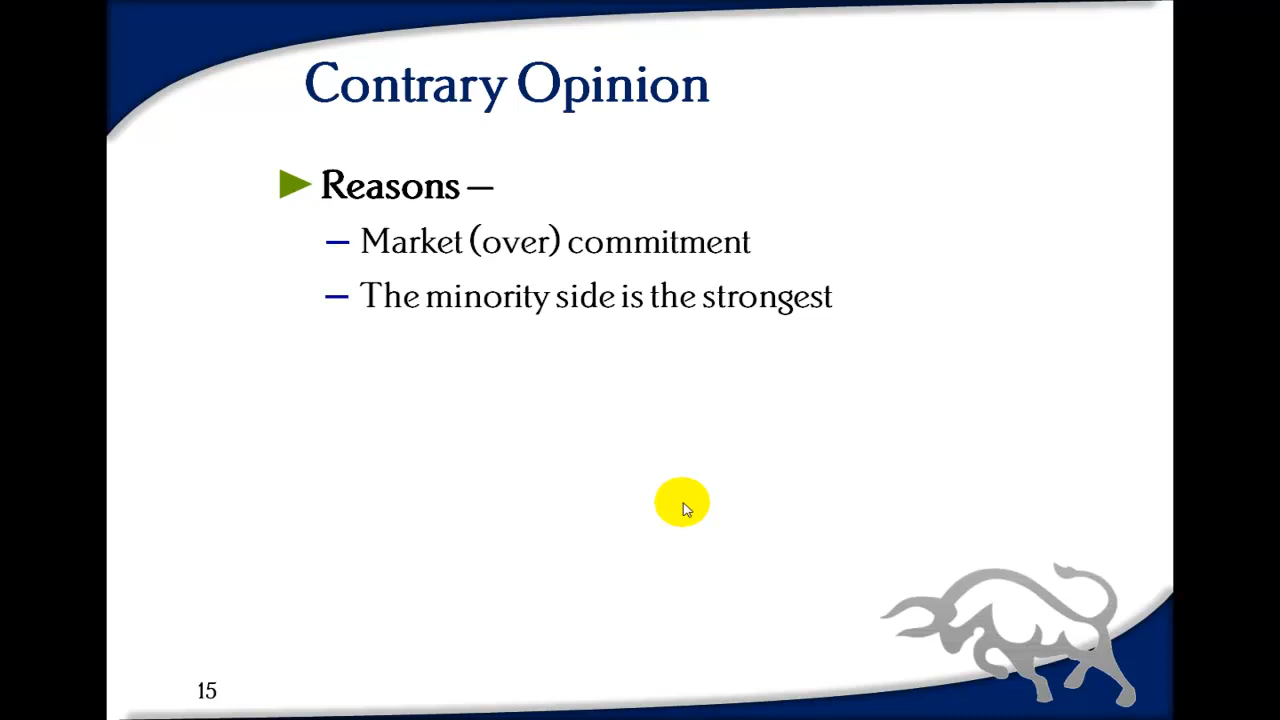 Contrary Opinion
Reasons –
– Market (over) commitment
– The minority side is the strongest
15